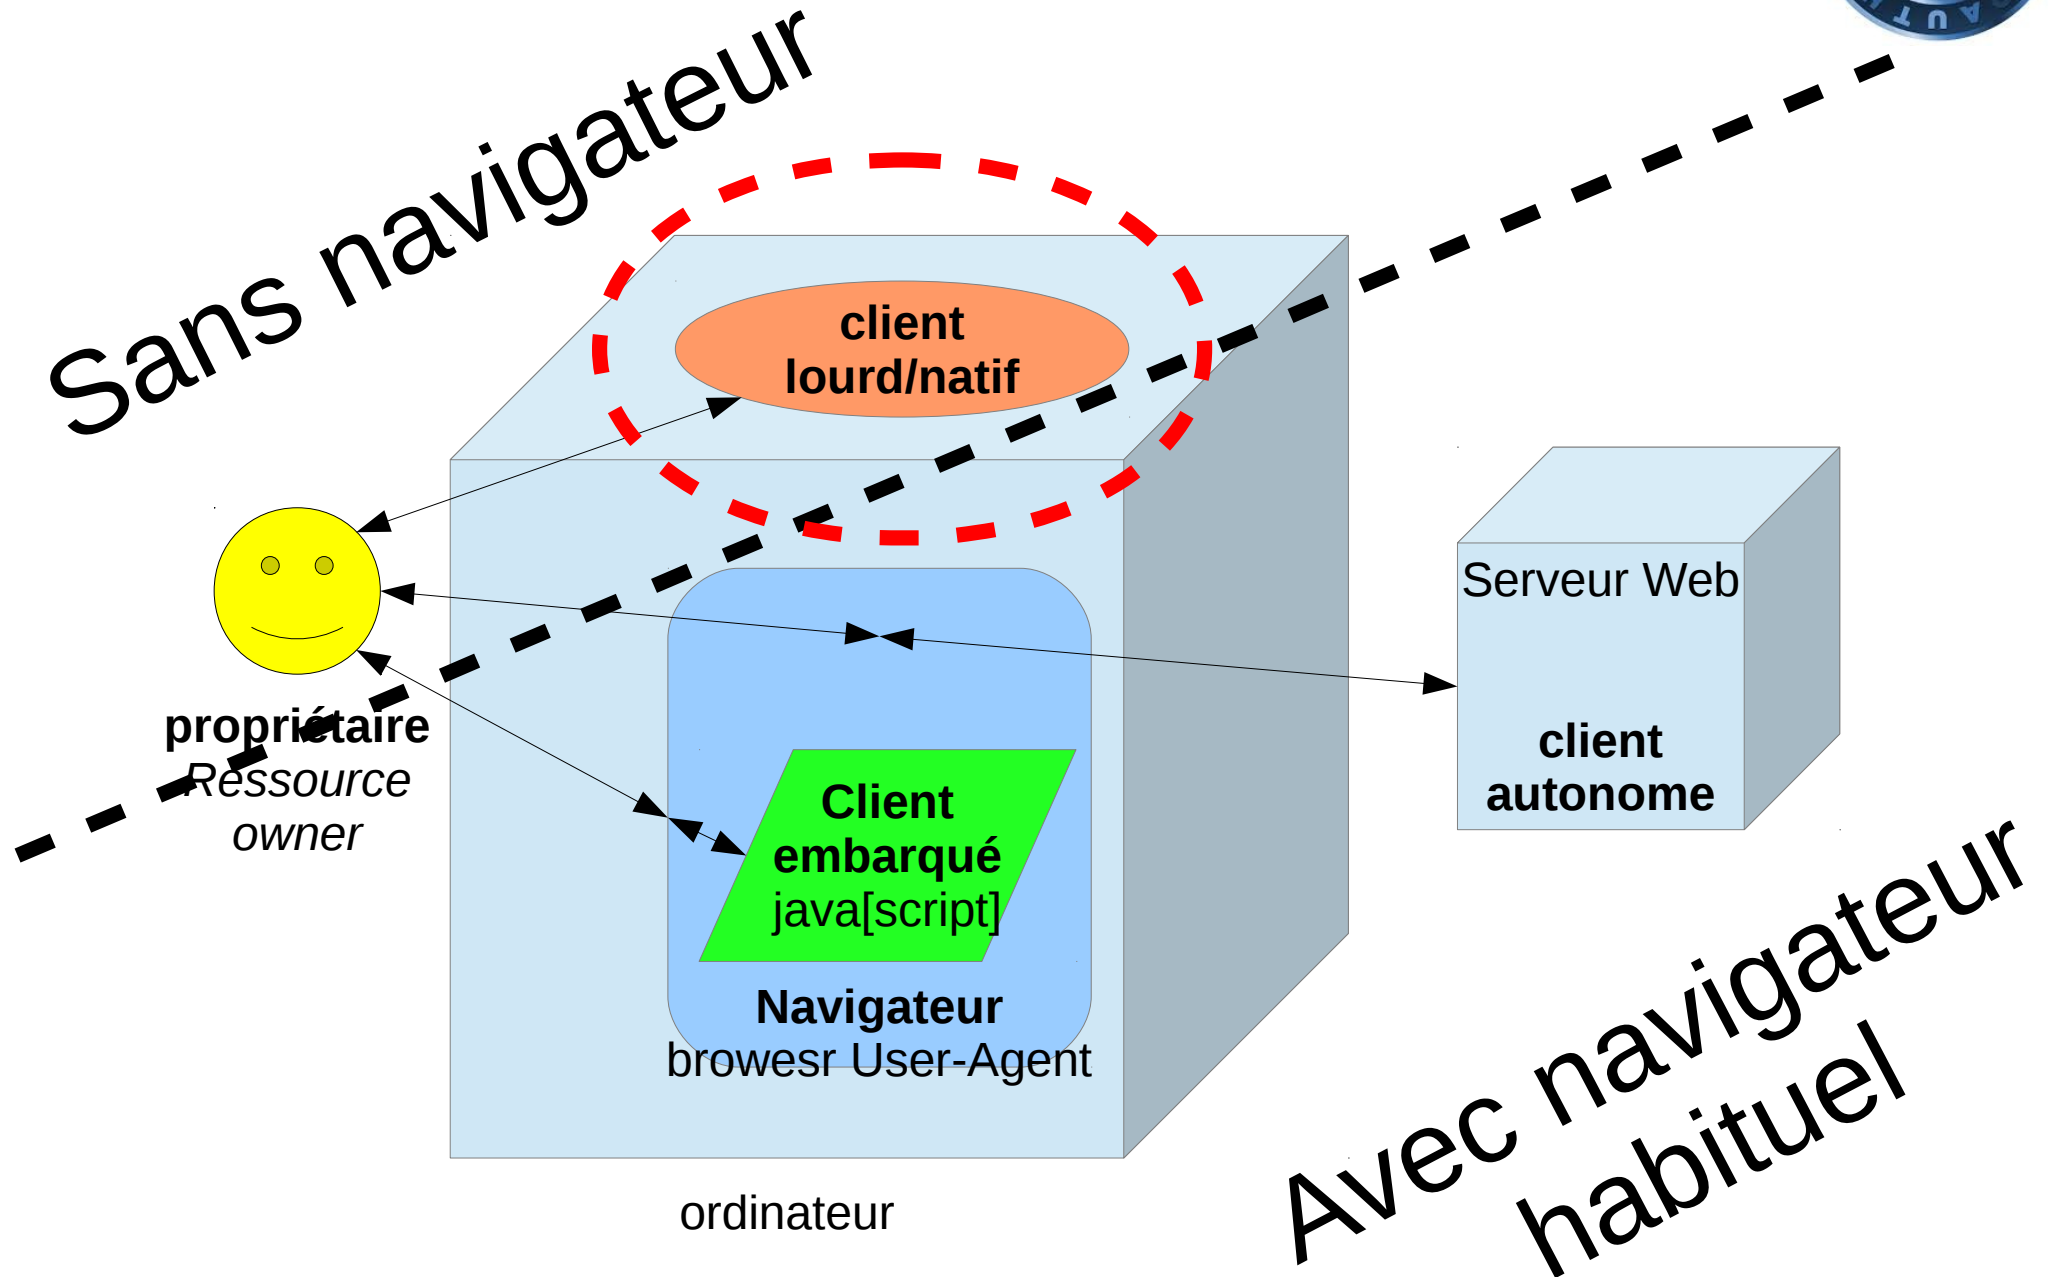 Sans navigateur
client
lourd/natif
Serveur Web
client
autonome
propriétaire
Ressource
owner
Client
embarqué
java[script]
Navigateur
browesr User-Agent
ordinateur
Avec navigateur
habituel